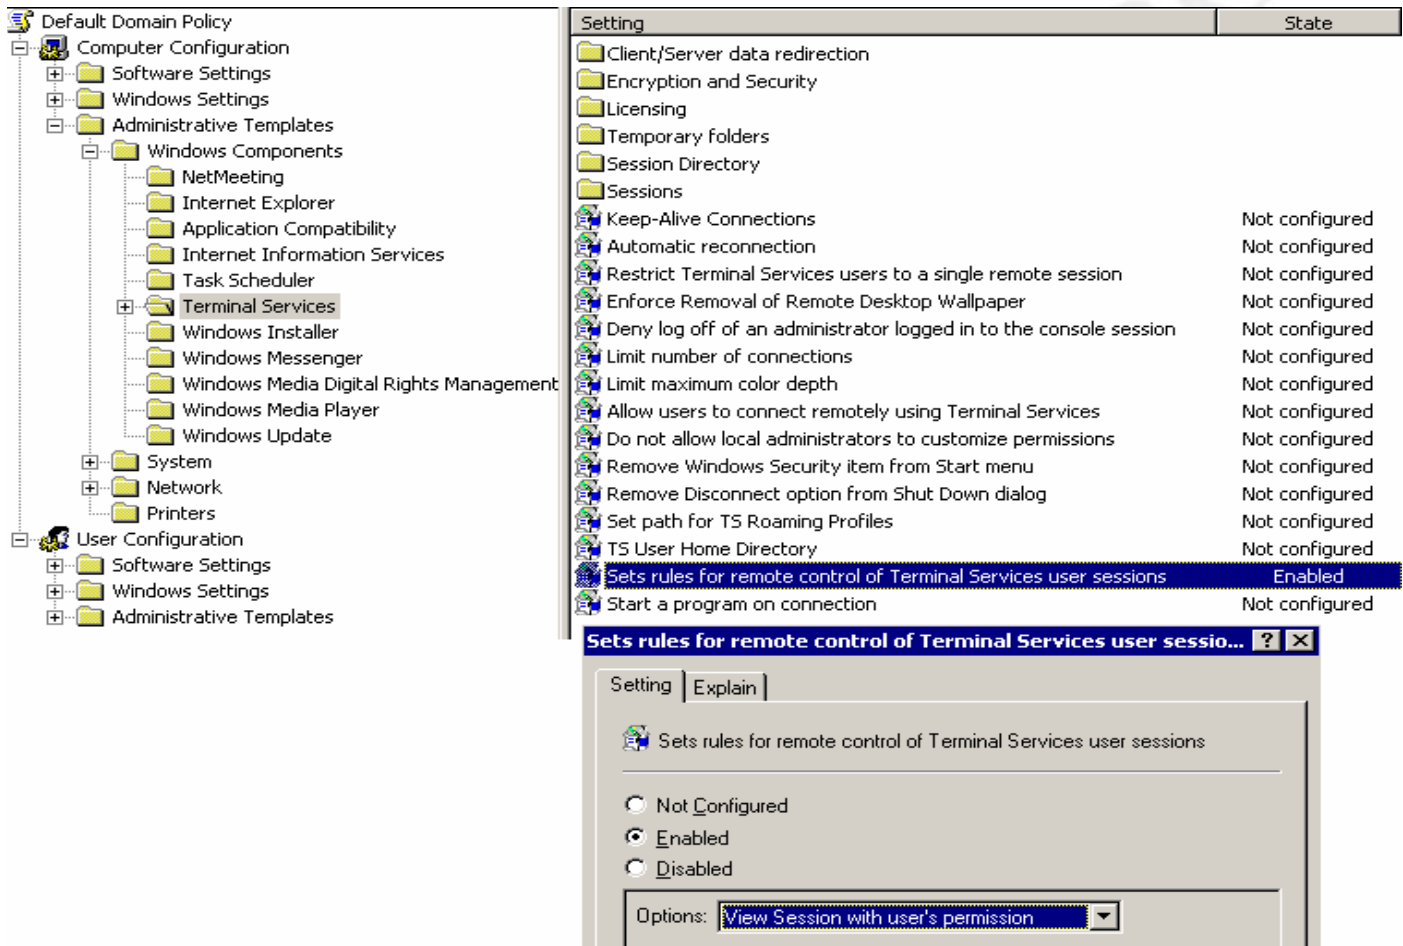 Default Domain Policy
Computer Configuration
Software Settings
Windows Settings
Administrative Templates
Windows Components
NetMeeting
Internet Explorer
Application Compatibility
Internet Information Services
Task Scheduler
Terminal Services
Windows Installer
Windows Messenger
Windows Media Digital Rights Management
Windows Media Player
Windows Update
System
Network
Printers
User Configuration
Software Settings
Windows Settings
Administrative Templates
Setting State
Client/Server data redirection
Encryption and Security
Licensing
Temporary folders
Session Directory
Sessions
Keep-Alive Connections Not configured
Automatic reconnection Not configured
Restrict Terminal Services users to a single remote session Not configured
Enforce Removal of Remote Desktop Wallpaper Not configured
Deny log off of an administrator logged in to the console session Not configured
Limit number of connections Not configured
Limit maximum color depth Not configured
Allow users to connect remotely using Terminal Services Not configured
Do not allow local administrators to customize permissions Not configured
Remove Windows Security item from Start menu Not configured
Remove Disconnect option from Shut Down dialog Not configured
Set path for TS Roaming Profiles Not configured
TS User Home Directory Not configured
Sets rules for remote control of Terminal Services user sessions Enabled
Start a program on connection Not configured
Sets rules for remote control of Terminal Services user sessio... ? X
Setting Explain
Sets rules for remote control of Terminal Services user sessions
Not Configured
Enabled
Disabled
Options: View Session with user's permission